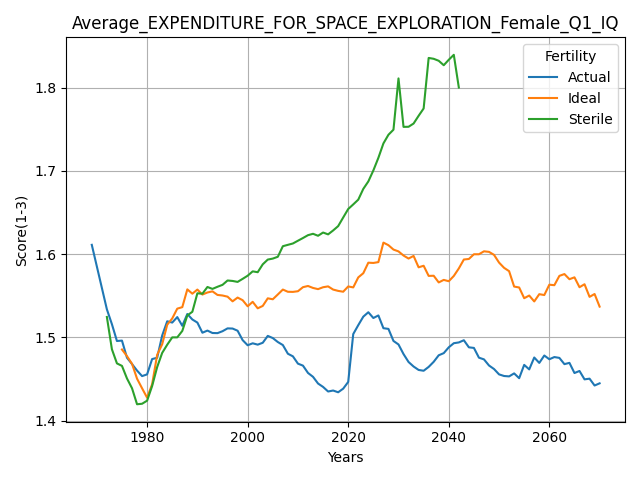 Average_EXPENDITURE_FOR_SPACE_EXPLORATION_Female_Q1_IQ
Fertility
Actual
Ideal
Sterile
Score(1-3)
1.8
1.7
1.6
1.5
1.4
1980
2000
2020
2040
2060
Years